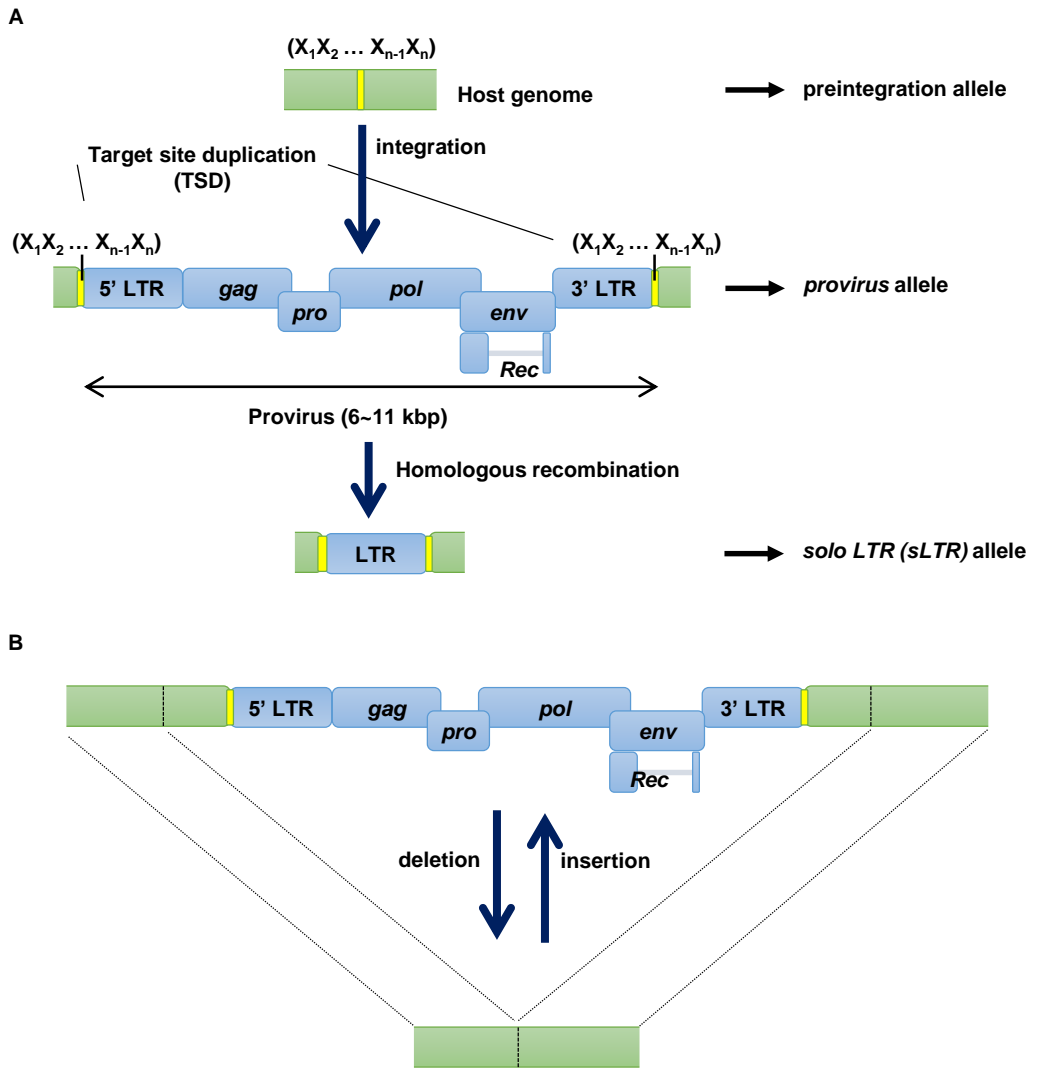 A
(X₁X₂ … Xₙ₋₁Xₙ)
Host genome
preintegration allele
integration
Target site duplication
(TSD)
(X₁X₂ … Xₙ₋₁Xₙ)
(X₁X₂ … Xₙ₋₁Xₙ)
5’ LTR
gag
pro
pol
env
Rec
3’ LTR
provirus allele
Provirus (6~11 kbp)
Homologous recombination
LTR
solo LTR (sLTR) allele
B
5’ LTR
gag
pro
pol
env
Rec
3’ LTR
deletion
insertion